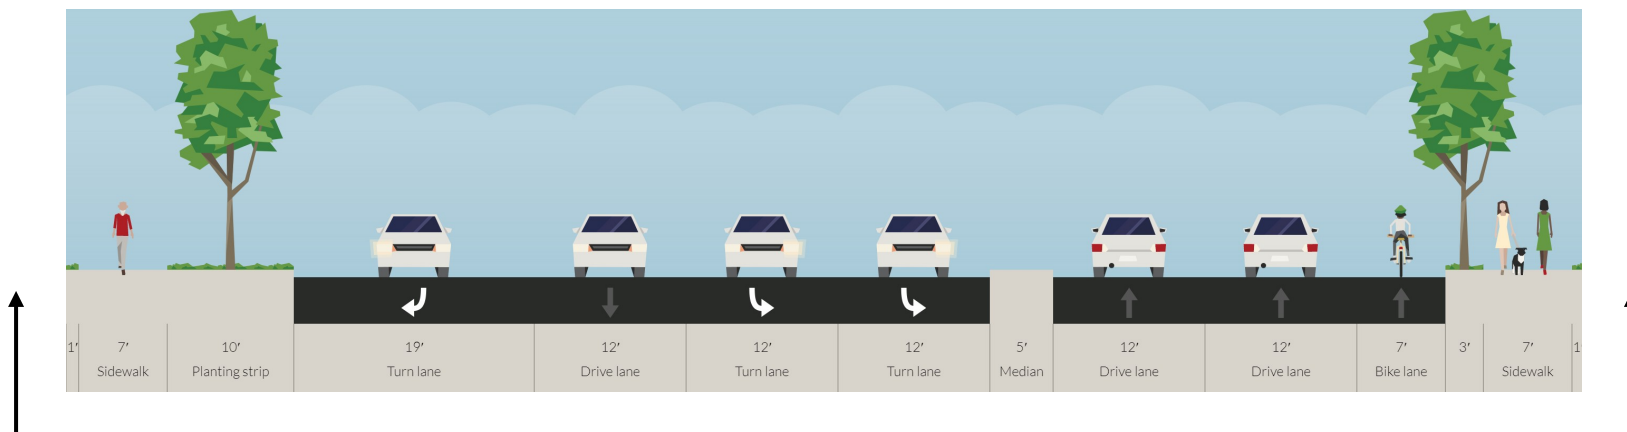 1′ 7′ 10′ 19′ 12′ 12′ 12′ 5′ 12′ 12′ 7′ 3′ 7′ 1
Sidewalk Planting strip Turn lane Drive lane Turn lane Turn lane Median Drive lane Drive lane Bike lane Sidewalk